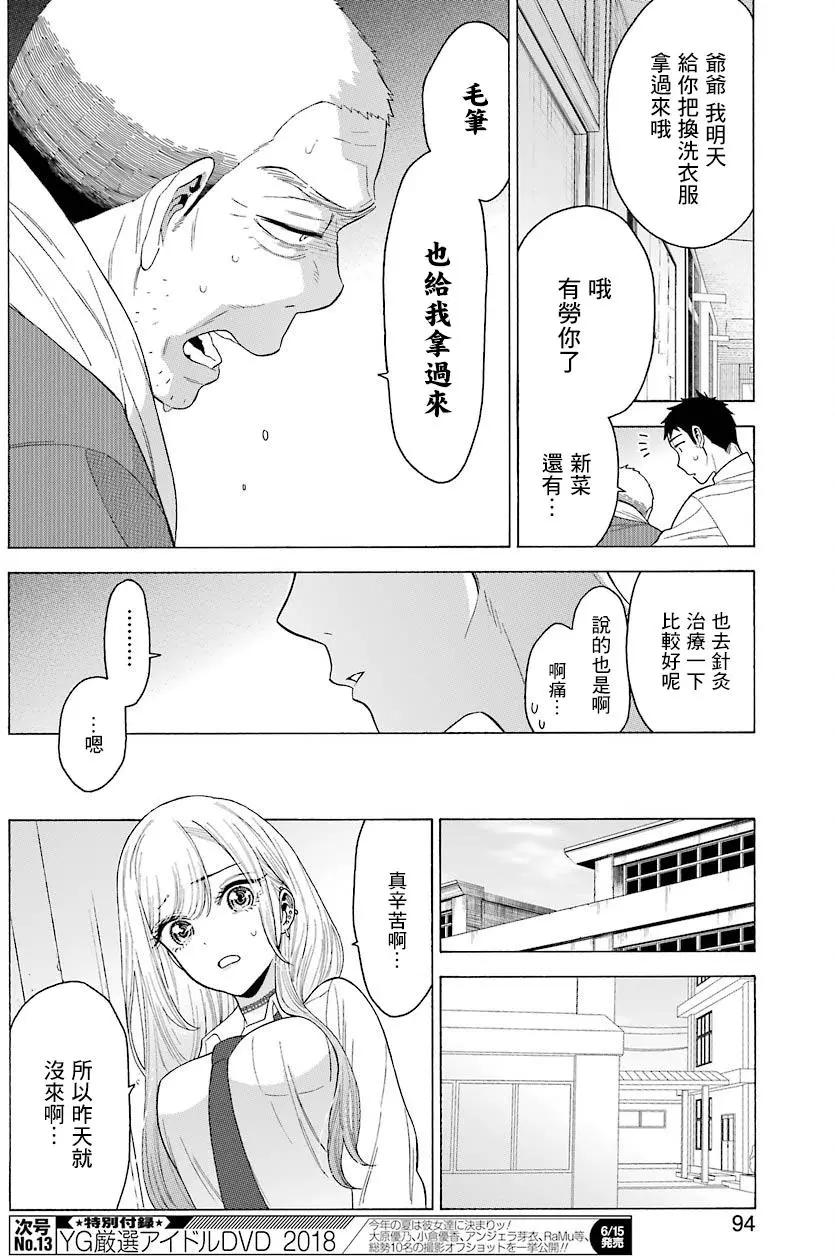 爺爺 我明天
給你把換洗衣服
拿過來哦
哦
有勞你了
新菜
還有…
毛筆
也給我拿過來
也去針灸
治療一下
比較好呢
說的也是啊
啊痛…
………
…嗯
真辛苦啊…
所以昨天就
沒來啊…
94
次号
No.13
★特別付録★
YG厳選アイドルDVD 2018
今年の夏は彼女達に決まりッ!
大原優乃、小倉優香、アンジェラ芽衣、RaMu等、
総勢10名の撮影オフショットを一挙公開!!
6/15
発売